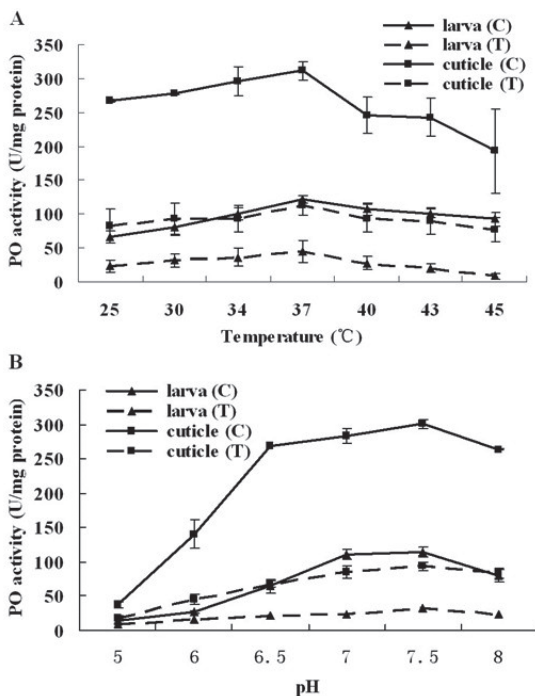 A
larva (C)
larva (T)
cuticle (C)
cuticle (T)
PO activity (U/mg protein)
350
300
250
200
150
100
50
0
25 30 34 37 40 43 45
Temperature (℃)
B
larva (C)
larva (T)
cuticle (C)
cuticle (T)
PO activity (U/mg protein)
350
300
250
200
150
100
50
0
5 6 6.5 7 7.5 8
pH